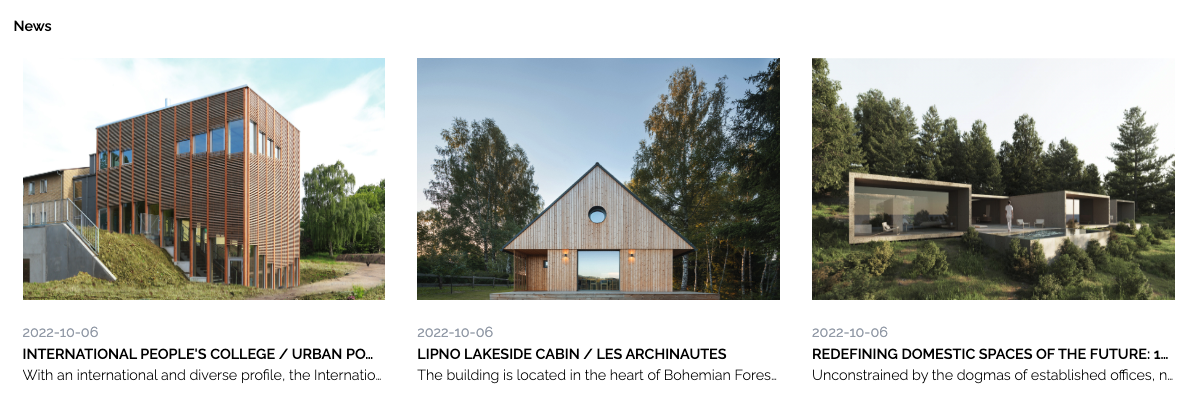 News
2022-10-06
INTERNATIONAL PEOPLE'S COLLEGE / URBAN PO...
With an international and diverse profile, the Internatio...
2022-10-06
LIPNO LAKESIDE CABIN / LES ARCHINAUTES
The building is located in the heart of Bohemian Fores...
2022-10-06
REDEFINING DOMESTIC SPACES OF THE FUTURE: 1...
Unconstrained by the dogmas of established offices, n...